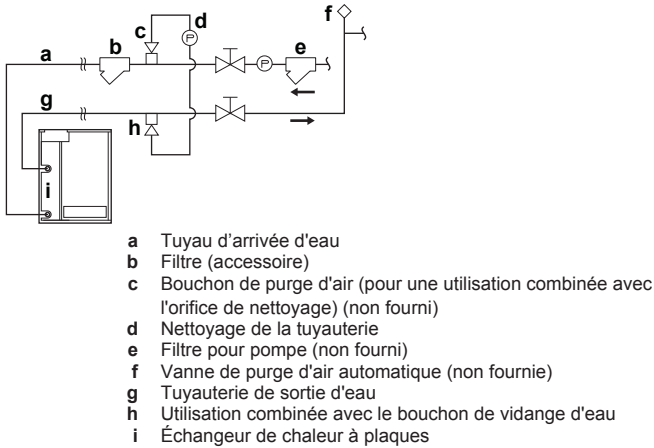 f
d
c
P
b
e
a
P
g
h
i
a Tuyau d’arrivée d'eau
b Filtre (accessoire)
c Bouchon de purge d'air (pour une utilisation combinée avec
l'orifice de nettoyage) (non fourni)
d Nettoyage de la tuyauterie
e Filtre pour pompe (non fourni)
f Vanne de purge d'air automatique (non fournie)
g Tuyauterie de sortie d'eau
h Utilisation combinée avec le bouchon de vidange d'eau
i Échangeur de chaleur à plaques